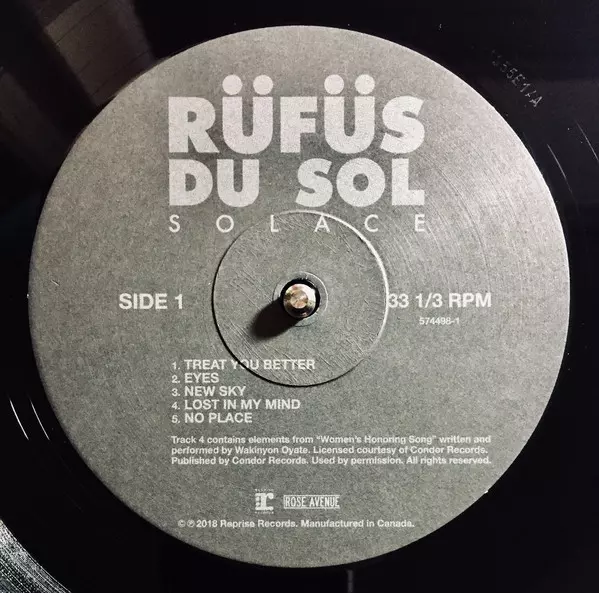 RÜFÜS
DU SOL
SOLACE
SIDE 1
33 1/3 RPM
574498-1
1. TREAT YOU BETTER
2. EYES
3. NEW SKY
4. LOST IN MY MIND
5. NO PLACE
Track 4 contains elements from “Women’s Honoring Song” written and
performed by Wakinyon Oyate. Licensed courtesy of Condor Records.
Published by Condor Records. Used by permission. All rights reserved.
ROSE AVENUE
©℗2018 Reprise Records. Manufactured in Canada.